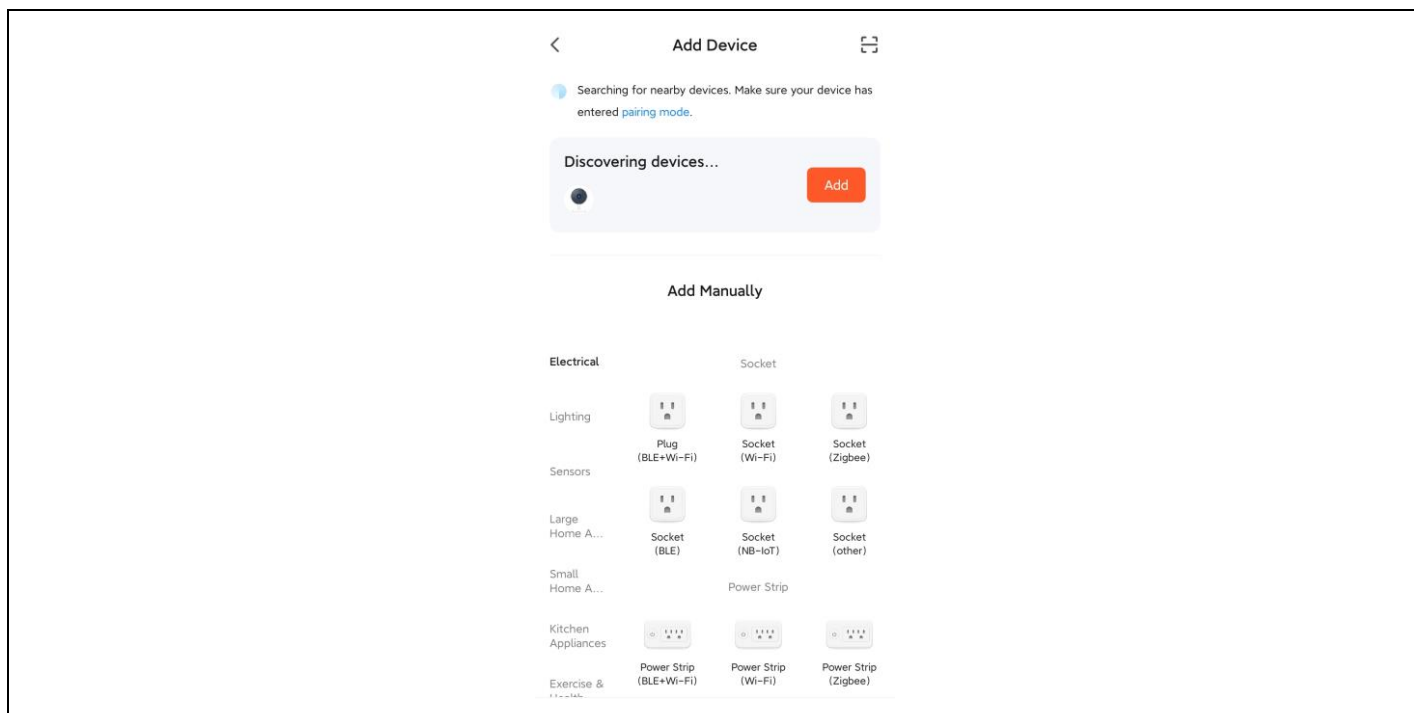 Add Device
Searching for nearby devices. Make sure your device has
entered pairing mode.
Discovering devices...
Add
Add Manually
Electrical
Socket
Lighting
Plug
(BLE+Wi-Fi)
Socket
(Wi-Fi)
Socket
(Zigbee)
Sensors
Large
Home A...
Socket
(BLE)
Socket
(NB-IoT)
Socket
(other)
Small
Home A...
Power Strip
Kitchen
Appliances
Power Strip
(BLE+Wi-Fi)
Power Strip
(Wi-Fi)
Power Strip
(Zigbee)
Exercise &